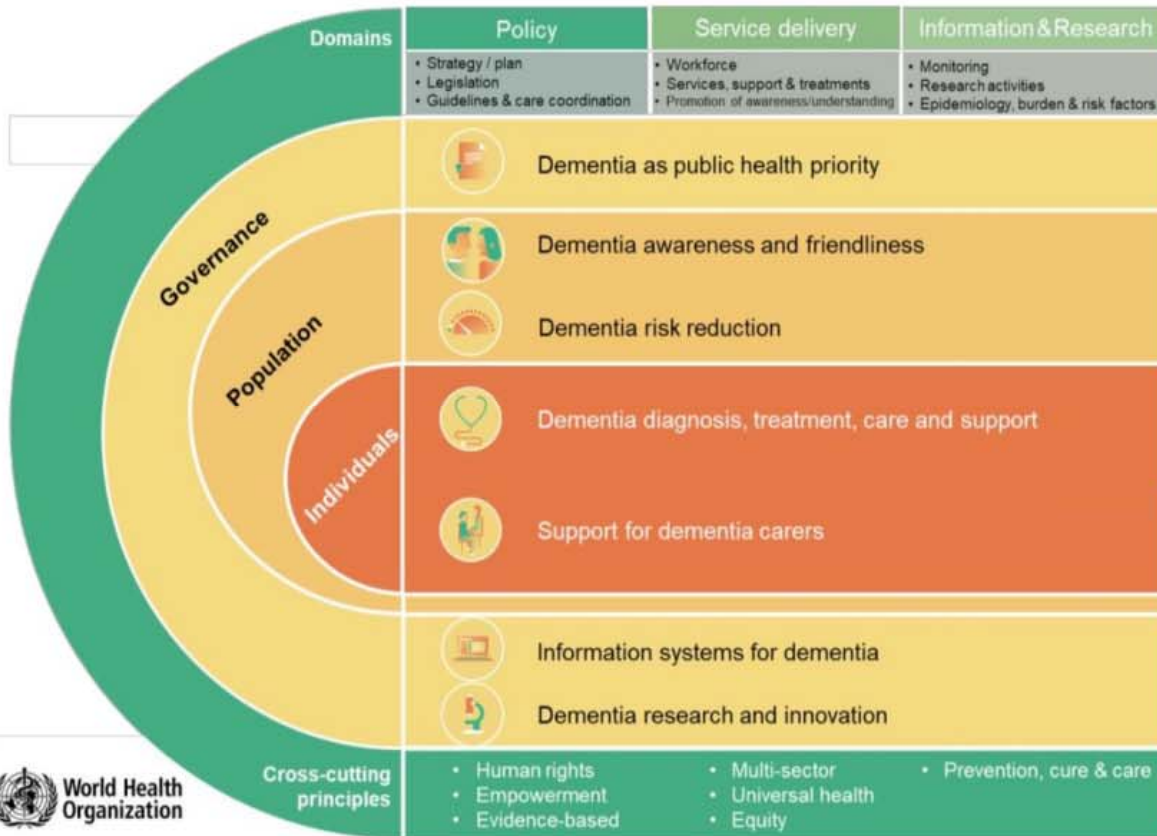 Domains
Policy
Service delivery
Information & Research
• Strategy / plan
• Legislation
• Guidelines & care coordination
• Workforce
• Services, support & treatments
• Promotion of awareness/understanding
• Monitoring
• Research activities
• Epidemiology, burden & risk factors
Governance
Dementia as public health priority
Population
Dementia awareness and friendliness
Dementia risk reduction
Individuals
Dementia diagnosis, treatment, care and support
Support for dementia carers
Information systems for dementia
Dementia research and innovation
Cross-cutting
principles
• Human rights
• Empowerment
• Evidence-based
• Multi-sector
• Universal health
• Equity
• Prevention, cure & care
World Health
Organization